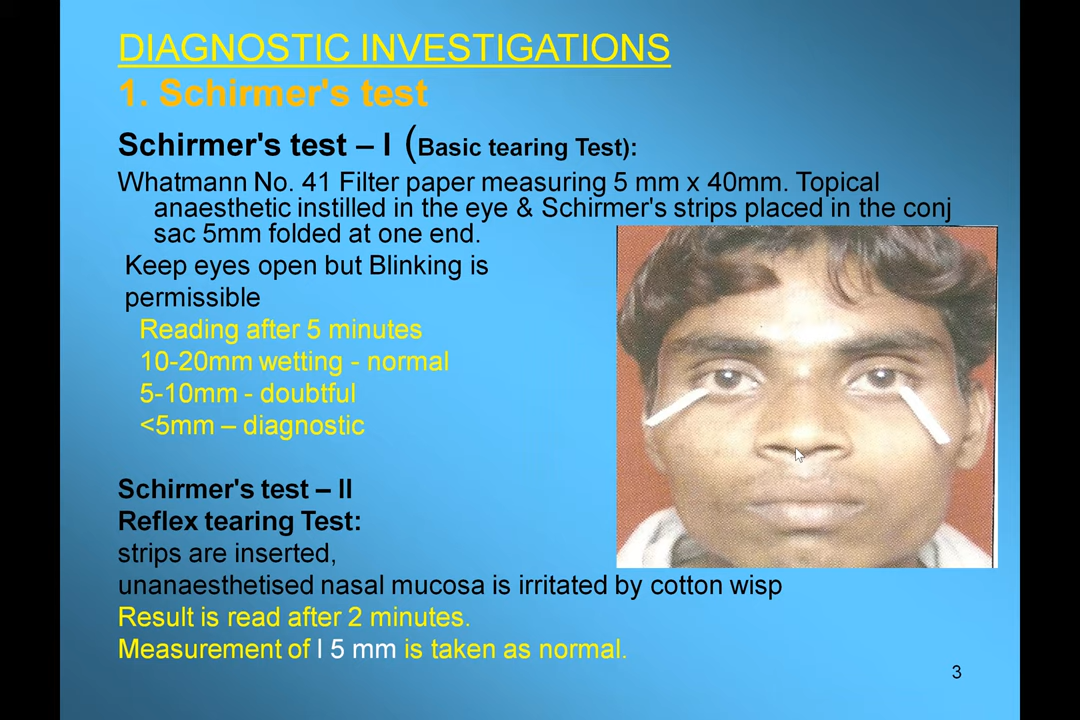 DIAGNOSTIC INVESTIGATIONS
1. Schirmer's test
Schirmer's test – I (Basic tearing Test):
Whatmann No. 41 Filter paper measuring 5 mm x 40mm. Topical
anaesthetic instilled in the eye & Schirmer's strips placed in the conj
sac 5mm folded at one end.
Keep eyes open but Blinking is
permissible
Reading after 5 minutes
10-20mm wetting - normal
5-10mm - doubtful
<5mm – diagnostic
Schirmer's test – II
Reflex tearing Test:
strips are inserted,
unanaesthetised nasal mucosa is irritated by cotton wisp
Result is read after 2 minutes.
Measurement of l 5 mm is taken as normal.
3